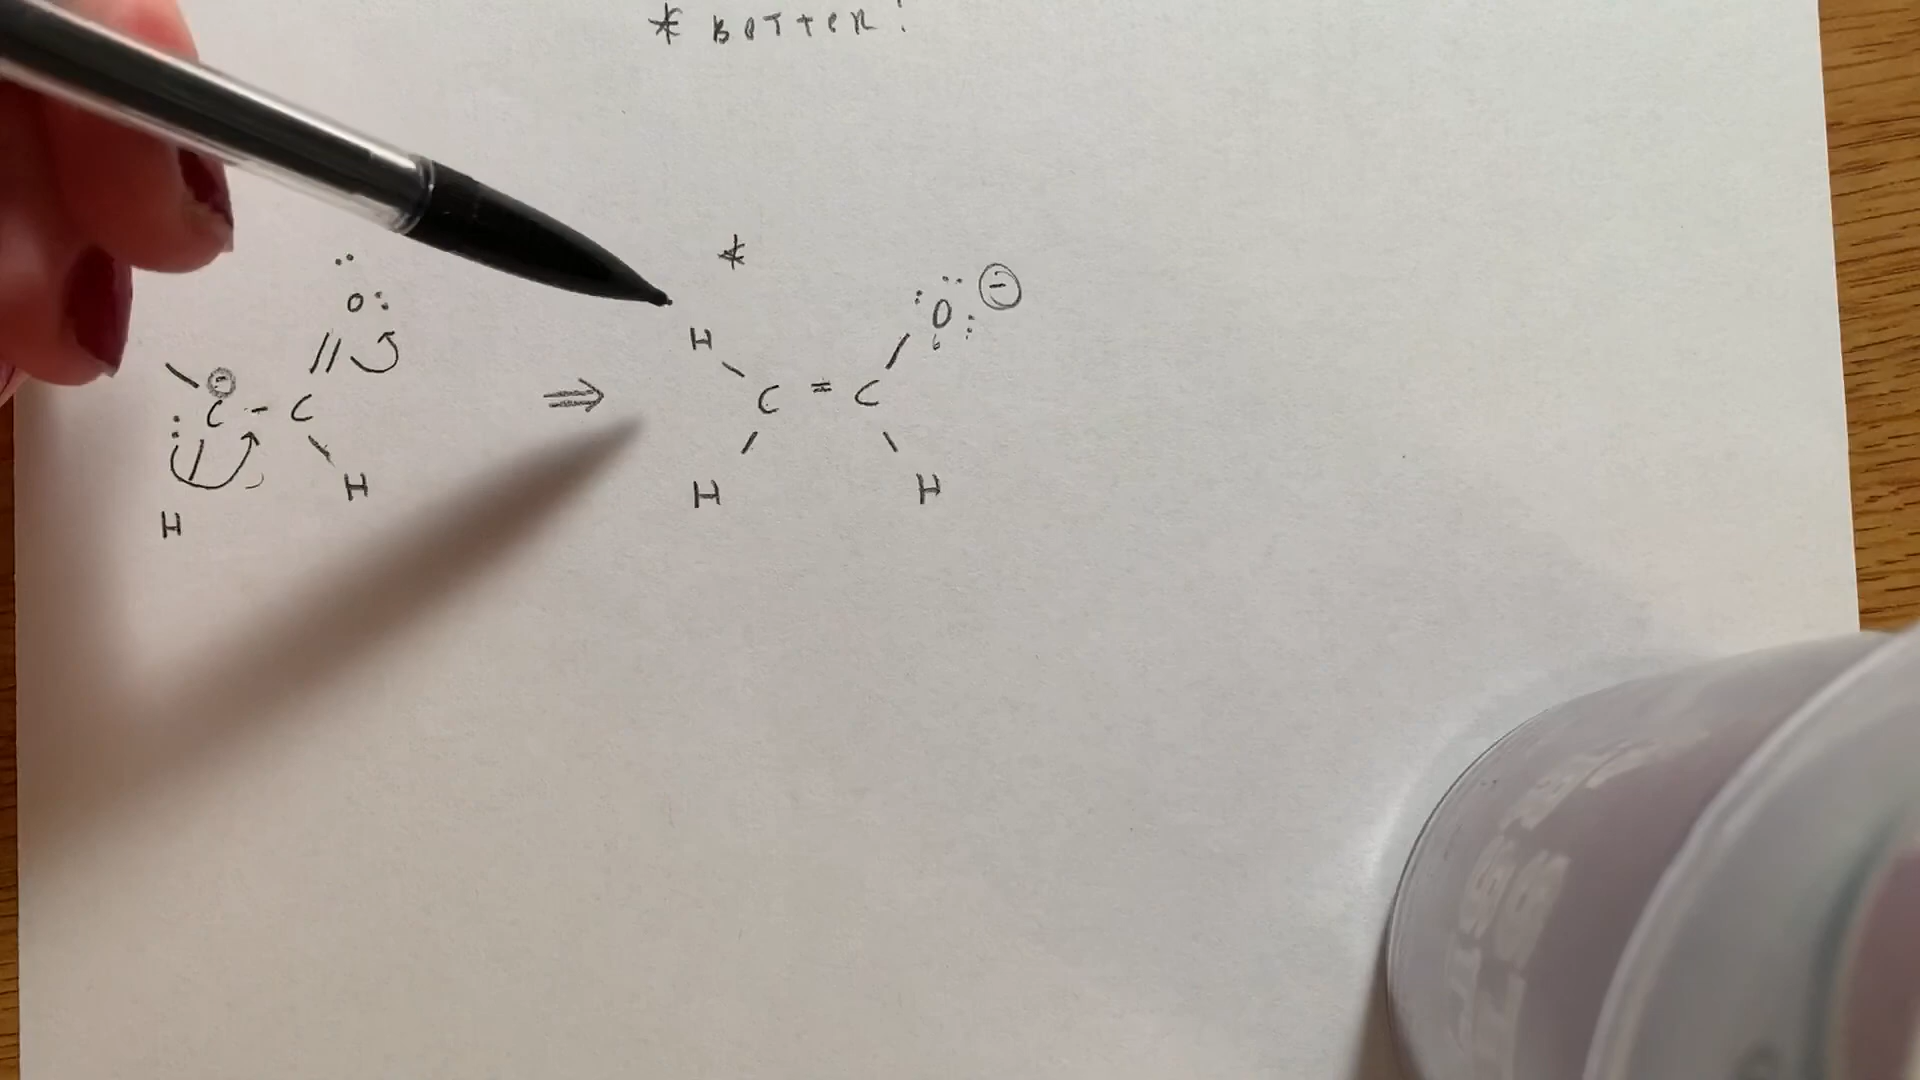 * BETTER!
*
O
H
O -
C - C
⇒
C = C
H
H
H
H